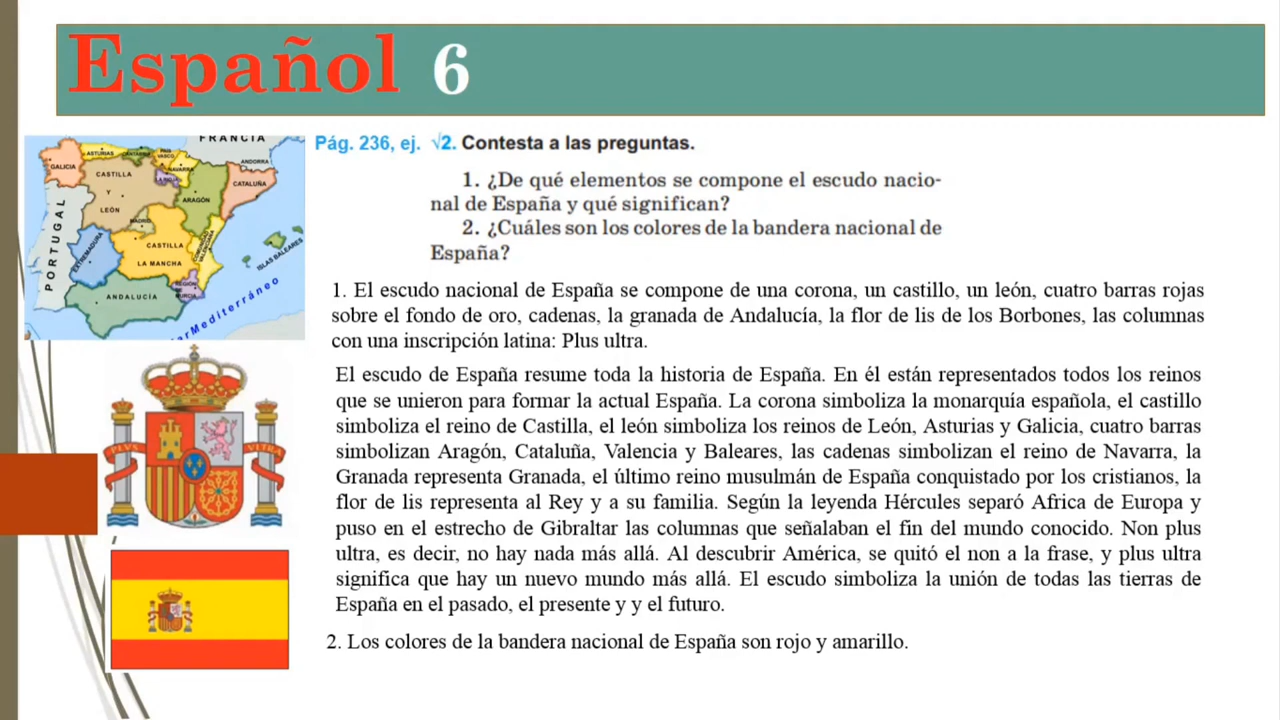 Español 6
FRANCIA
GALICIA
ASTURIAS
CANTABRIA
PAÍS
VASCO
NAVARRA
LA RIOJA
ANDORRA
CATALUÑA
CASTILLA
Y
LEÓN
ARAGÓN
MADRID
PORTUGAL
EXTREMADURA
CASTILLA
LA MANCHA
COMUNIDAD
VALENCIANA
ISLAS BALEARES
REGIÓN
DE
MURCIA
ANDALUCÍA
arMediterráneo
PLVS VLTRA
Pág. 236, ej. √2. Contesta a las preguntas.
1. ¿De qué elementos se compone el escudo nacio-
nal de España y qué significan?
2. ¿Cuáles son los colores de la bandera nacional de
España?
1. El escudo nacional de España se compone de una corona, un castillo, un león, cuatro barras rojas
sobre el fondo de oro, cadenas, la granada de Andalucía, la flor de lis de los Borbones, las columnas
con una inscripción latina: Plus ultra.
El escudo de España resume toda la historia de España. En él están representados todos los reinos
que se unieron para formar la actual España. La corona simboliza la monarquía española, el castillo
simboliza el reino de Castilla, el león simboliza los reinos de León, Asturias y Galicia, cuatro barras
simbolizan Aragón, Cataluña, Valencia y Baleares, las cadenas simbolizan el reino de Navarra, la
Granada representa Granada, el último reino musulmán de España conquistado por los cristianos, la
flor de lis representa al Rey y a su familia. Según la leyenda Hércules separó Africa de Europa y
puso en el estrecho de Gibraltar las columnas que señalaban el fin del mundo conocido. Non plus
ultra, es decir, no hay nada más allá. Al descubrir América, se quitó el non a la frase, y plus ultra
significa que hay un nuevo mundo más allá. El escudo simboliza la unión de todas las tierras de
España en el pasado, el presente y y el futuro.
2. Los colores de la bandera nacional de España son rojo y amarillo.